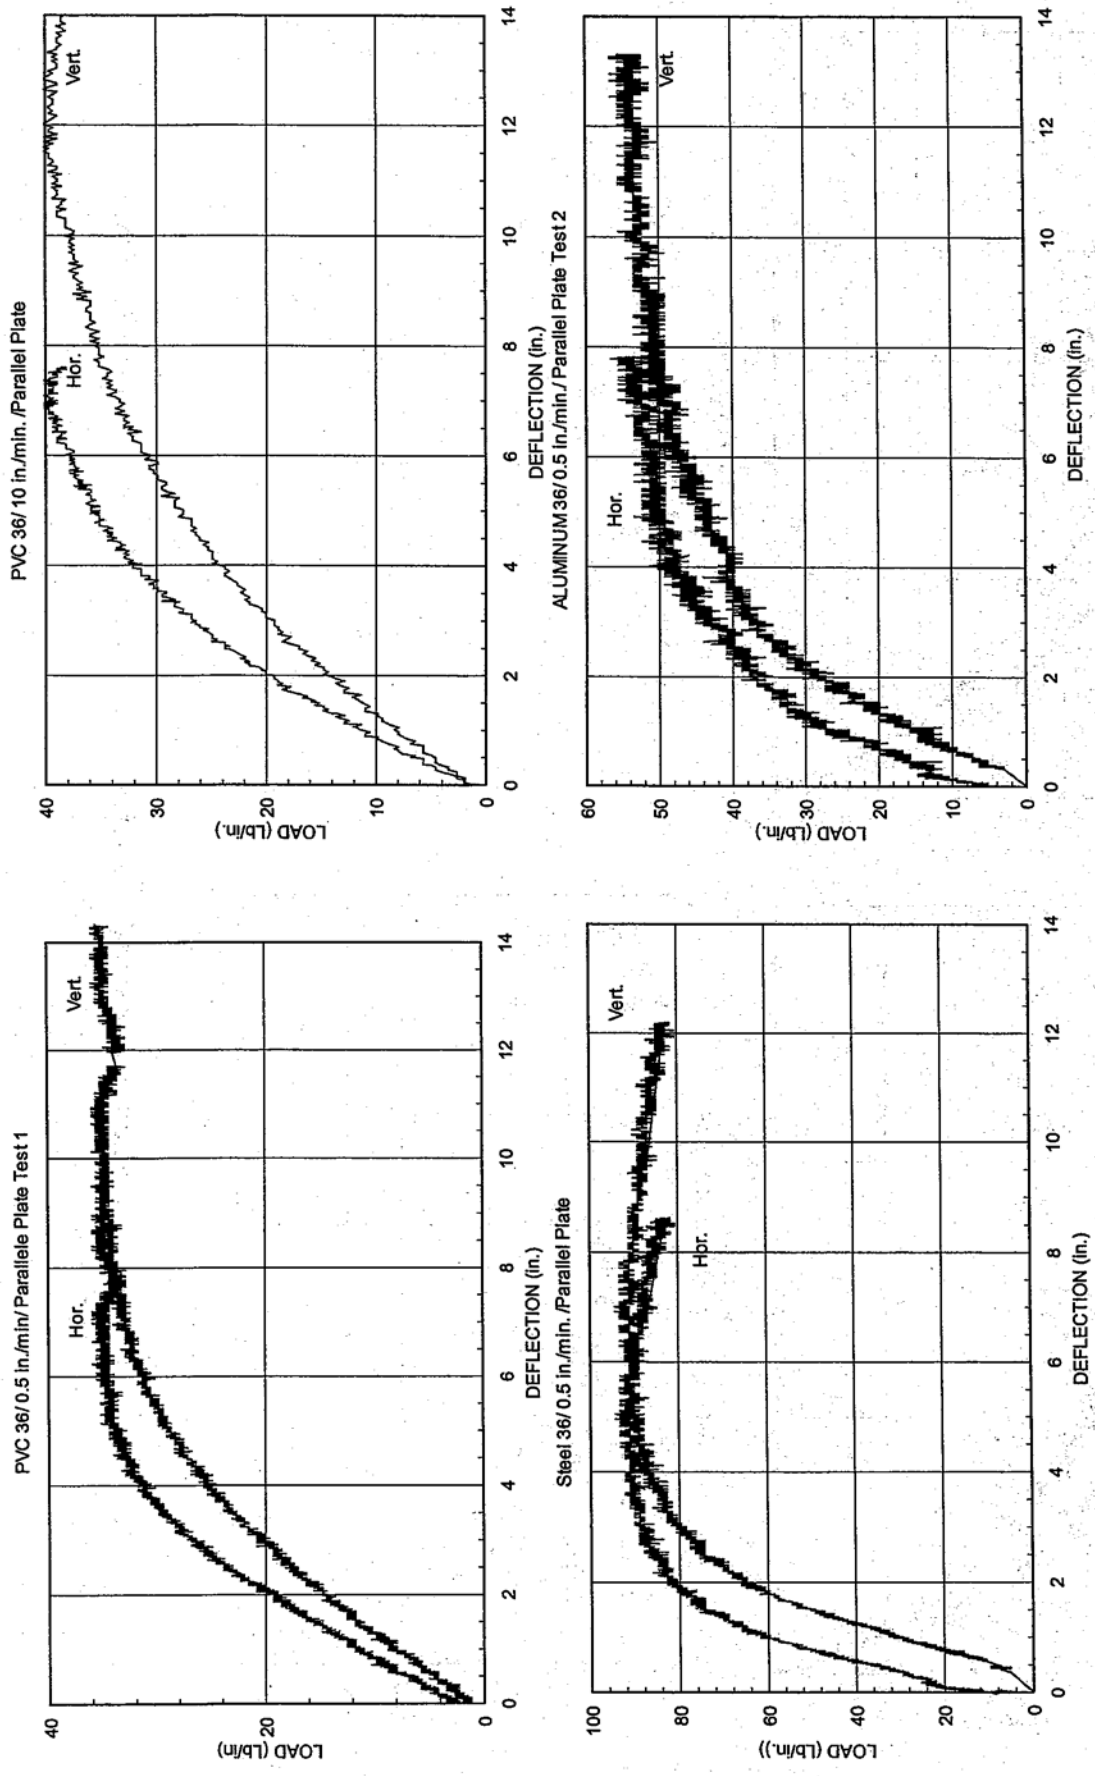 PVC 36/ 0.5 in./min/ Parallele Plate Test 1
40
20
0
LOAD (Lb/in)
Hor.
Vert.
0 2 4 6 8 10 12 14
DEFLECTION (in.)
PVC 36/ 10 in./min. /Parallel Plate
40
30
20
10
0
LOAD (Lb/in.)
Hor.
Vert.
0 2 4 6 8 10 12 14
DEFLECTION (in.)
Steel 36/ 0.5 in./min. /Parallel Plate
100
80
60
40
20
0
LOAD (Lb/in.))
Hor.
Vert.
0 2 4 6 8 10 12 14
DEFLECTION (in.)
ALUMINUM 36/ 0.5 in./min./ Parallel Plate Test 2
60
50
40
30
20
10
0
LOAD (Lb/in.)
Hor.
Vert.
0 2 4 6 8 10 12 14
DEFLECTION (in.)